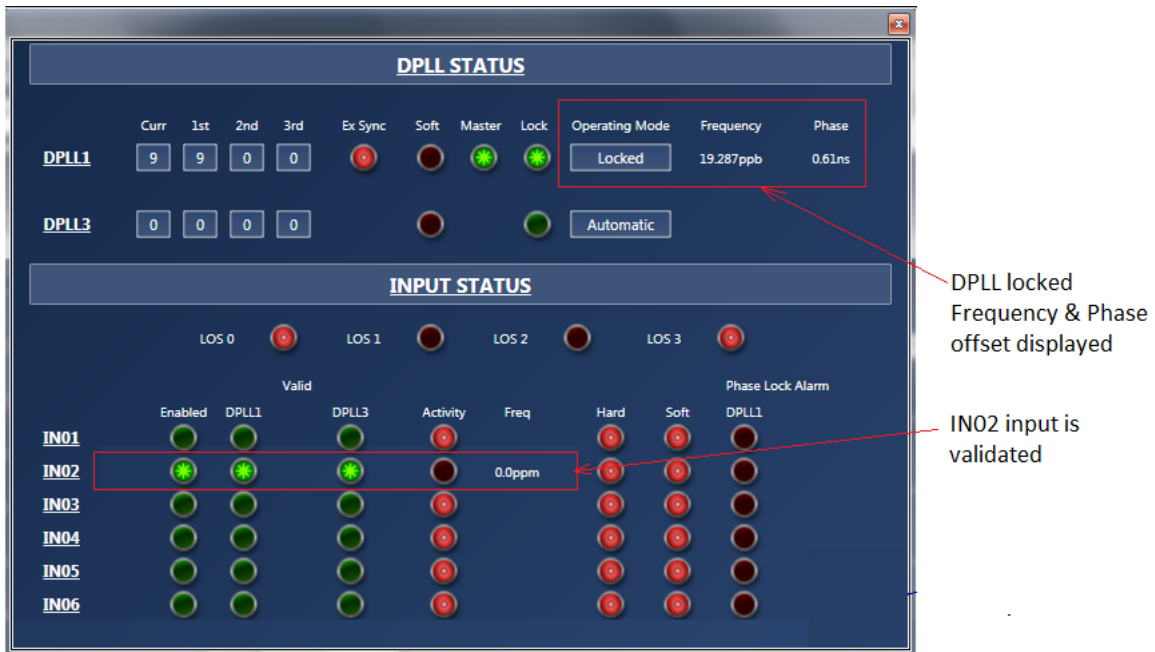 DPLL STATUS
Curr 1st 2nd 3rd Ex Sync Soft Master Lock Operating Mode Frequency Phase
DPLL1 9 9 0 0 Locked 19.287ppb 0.61ns
DPLL3 0 0 0 0 Automatic
INPUT STATUS
DPLL locked
Frequency & Phase
offset displayed
LOS 0 LOS 1 LOS 2 LOS 3
Valid Phase Lock Alarm
Enabled DPLL1 DPLL3 Activity Freq Hard Soft DPLL1
IN01
IN02 0.0ppm
IN03
IN04
IN05
IN06
IN02 input is
validated